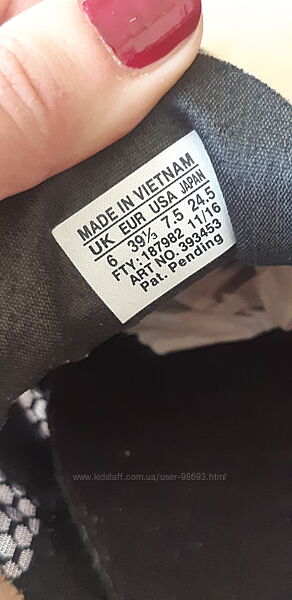 MADE IN VIETNAM
UK EUR USA JAPAN
6 39⅓ 7.5 24.5
FTY: 187982 11/16
ART NO. 393453
Pat. Pending
www.kidstaff.com.ua/user-98693.html